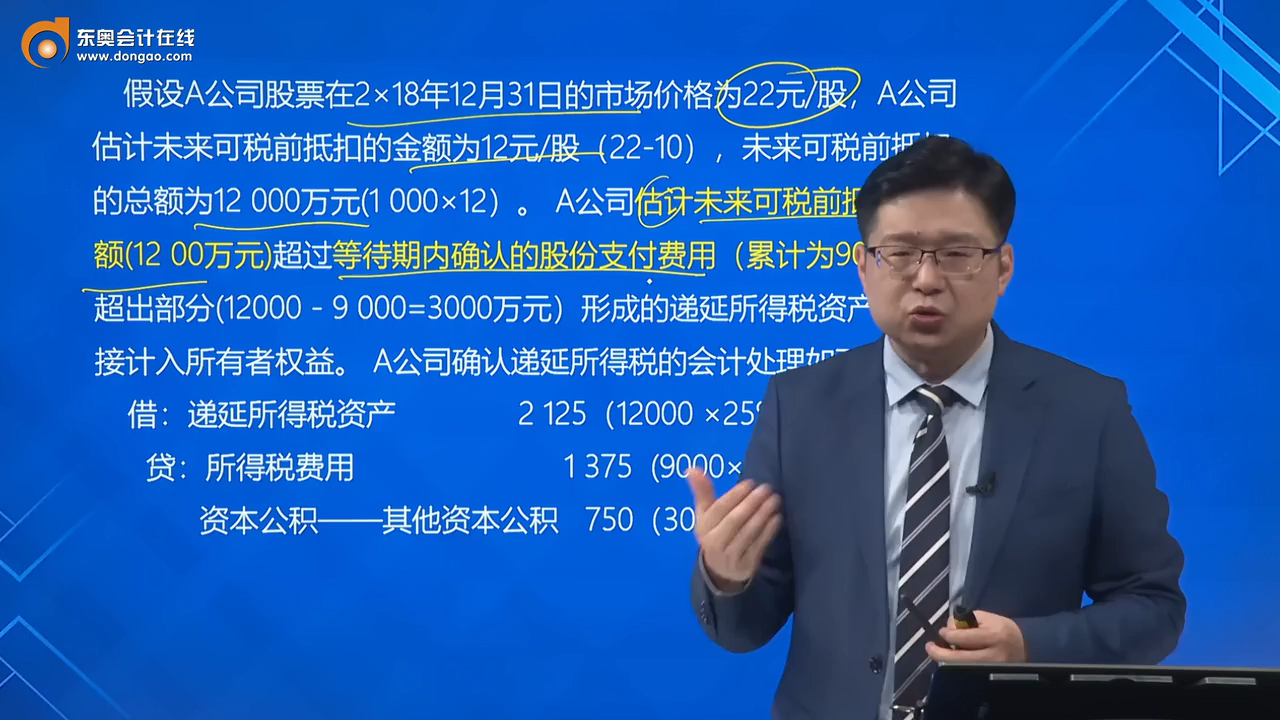 东奥会计在线
www.dongao.com
假设A公司股票在2×18年12月31日的市场价格为22元/股，A公司
估计未来可税前抵扣的金额为12元/股（22-10），未来可税前抵扣
的总额为12 000万元(1 000×12）。 A公司估计未来可税前抵
额(12 00万元)超过等待期内确认的股份支付费用（累计为90
超出部分(12000 - 9 000=3000万元）形成的递延所得税资产
接计入所有者权益。 A公司确认递延所得税的会计处理如
借：递延所得税资产 2 125（12000 ×25
贷：所得税费用 1 375（9000×
资本公积——其他资本公积 750（30